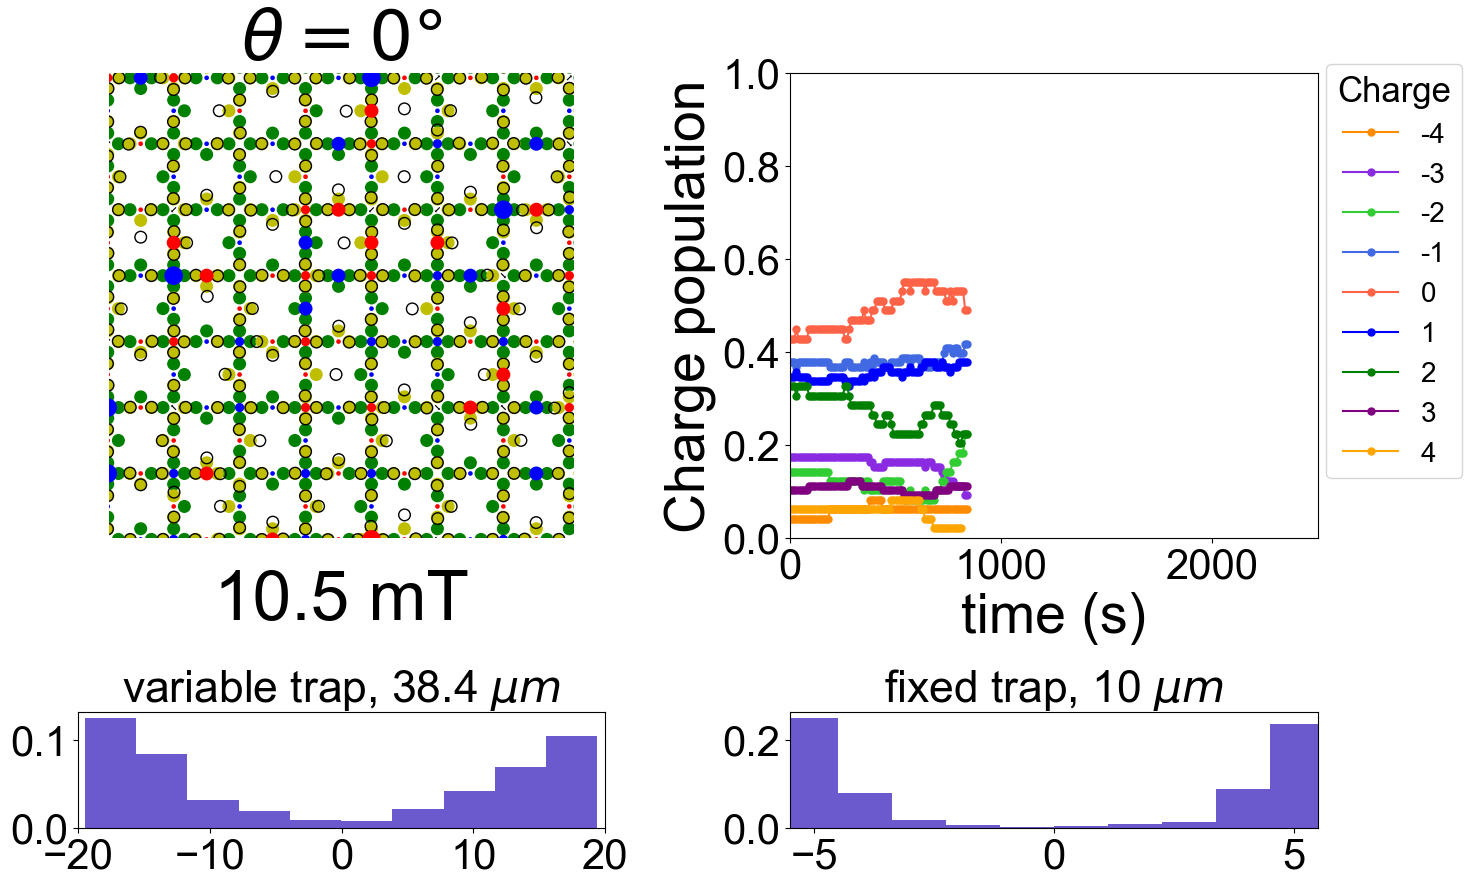 θ = 0°
10.5 mT
1.0
0.8
0.6
0.4
0.2
0.0
Charge population
0 1000 2000
time (s)
Charge
-4
-3
-2
-1
0
1
2
3
4
variable trap, 38.4 μm
0.1
0.0
−20 −10 0 10 20
fixed trap, 10 μm
0.2
0.0
−5 0 5